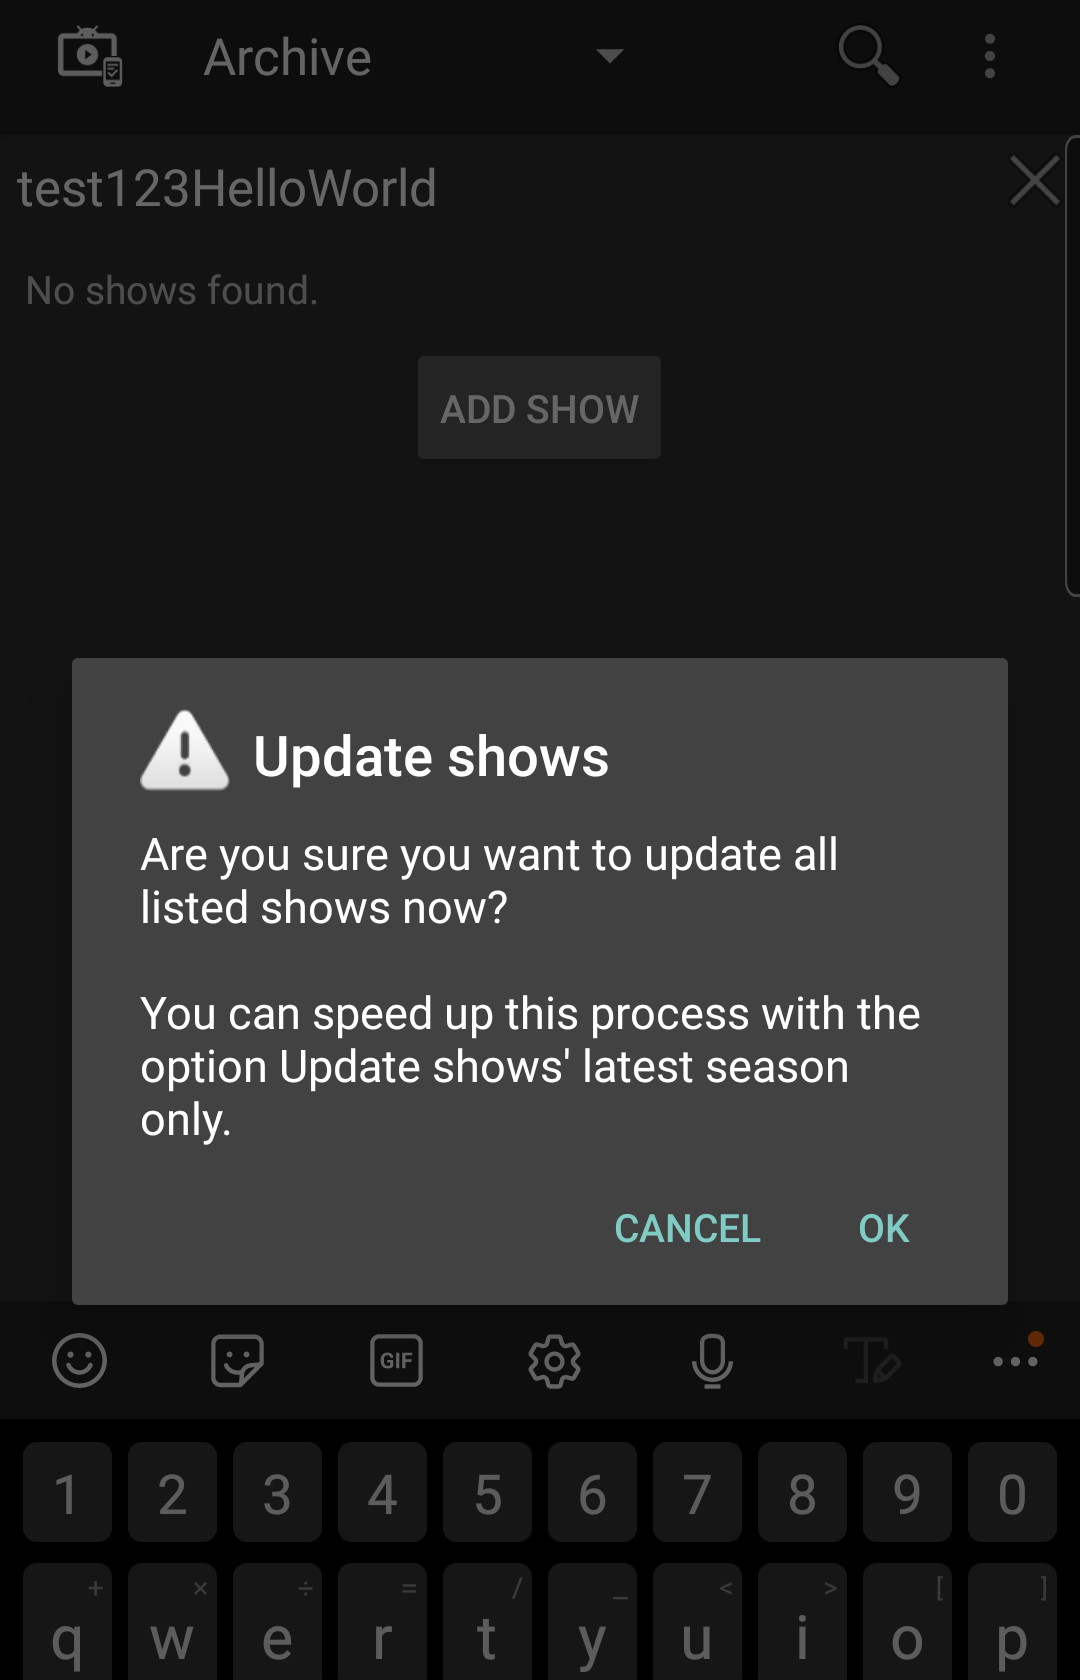 Archive
test123HelloWorld
No shows found.
ADD SHOW
Update shows
Are you sure you want to update all
listed shows now?
You can speed up this process with the
option Update shows' latest season
only.
CANCEL OK
GIF
1 2 3 4 5 6 7 8 9 0
+ × ÷ = / _ < > [ ]
q w e r t y u i o p